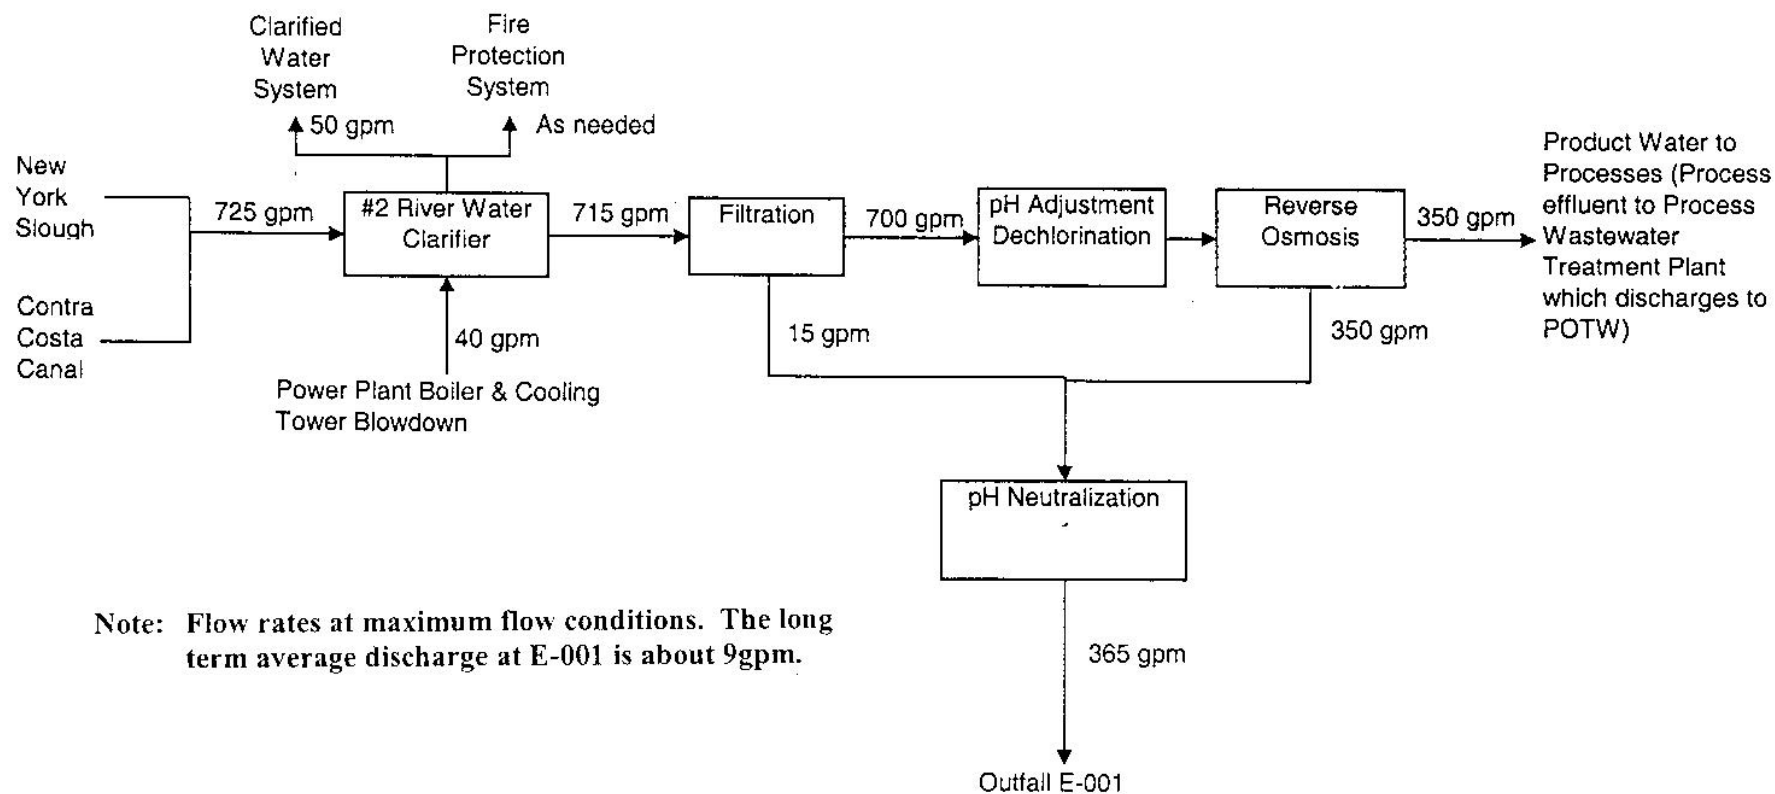 Clarified
Water
System
Fire
Protection
System
50 gpm
As needed
New
York
Slough
Contra
Costa
Canal
725 gpm
#2 River Water
Clarifier
40 gpm
Power Plant Boiler & Cooling
Tower Blowdown
715 gpm
Filtration
15 gpm
700 gpm
pH Adjustment
Dechlorination
Reverse
Osmosis
350 gpm
350 gpm
Product Water to
Processes (Process
effluent to Process
Wastewater
Treatment Plant
which discharges to
POTW)
pH Neutralization
365 gpm
Outfall E-001
Note: Flow rates at maximum flow conditions. The long
term average discharge at E-001 is about 9gpm.